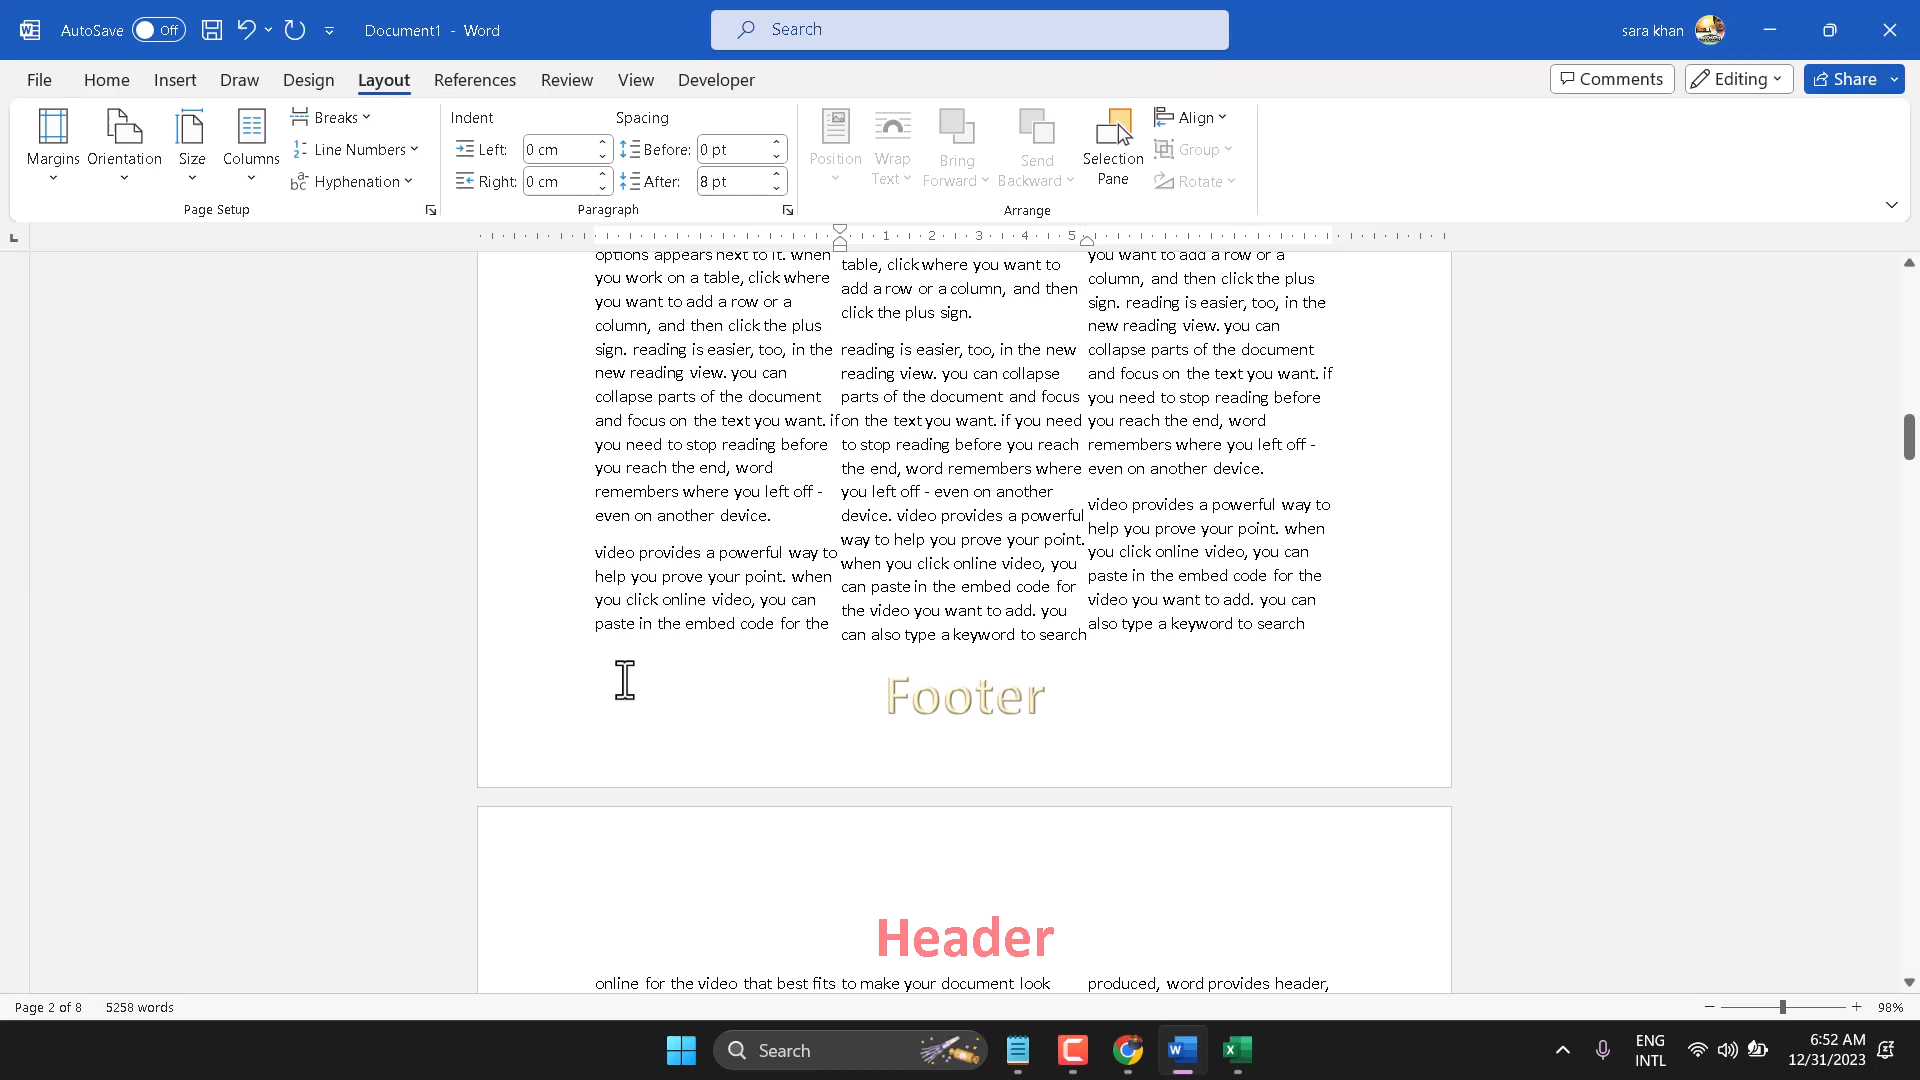 AutoSave Off Document1 - Word Search sara khan
File Home Insert Draw Design Layout References Review View Developer Comments Editing Share
Margins Orientation Size Columns
Breaks
Line Numbers
Hyphenation
Page Setup
Indent Spacing
Left: 0 cm Before: 0 pt
Right: 0 cm After: 8 pt
Paragraph
Position Wrap Text Bring Forward Send Backward Selection Pane
Align
Group
Rotate
Arrange
1 2 3 4 5
options appears next to it. when
you work on a table, click where
you want to add a row or a
column, and then click the plus
sign. reading is easier, too, in the
new reading view. you can
collapse parts of the document
and focus on the text you want. if
you need to stop reading before
you reach the end, word
remembers where you left off -
even on another device.
video provides a powerful way to
help you prove your point. when
you click online video, you can
paste in the embed code for the
table, click where you want to
add a row or a column, and then
click the plus sign.
reading is easier, too, in the new
reading view. you can collapse
parts of the document and focus
on the text you want. if you need
to stop reading before you reach
the end, word remembers where
you left off - even on another
device. video provides a powerful
way to help you prove your point.
when you click online video, you
can paste in the embed code for
the video you want to add. you
can also type a keyword to search
you want to add a row or a
column, and then click the plus
sign. reading is easier, too, in the
new reading view. you can
collapse parts of the document
and focus on the text you want. if
you need to stop reading before
you reach the end, word
remembers where you left off -
even on another device.
video provides a powerful way to
help you prove your point. when
you click online video, you can
paste in the embed code for the
video you want to add. you can
also type a keyword to search
Footer
Header
online for the video that best fits
to make your document look
produced, word provides header,
Page 2 of 8 5258 words 98%
Search
ENG
INTL
6:52 AM
12/31/2023